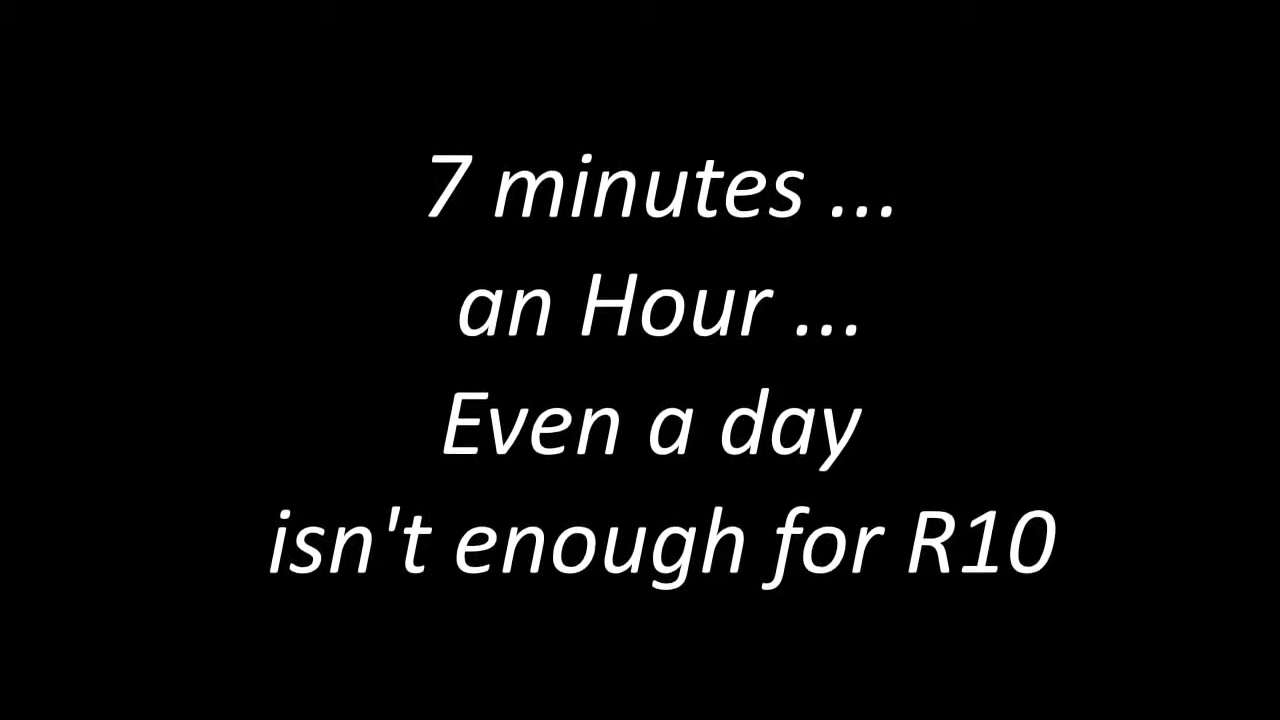 7 minutes ...
an Hour ...
Even a day
isn't enough for R10